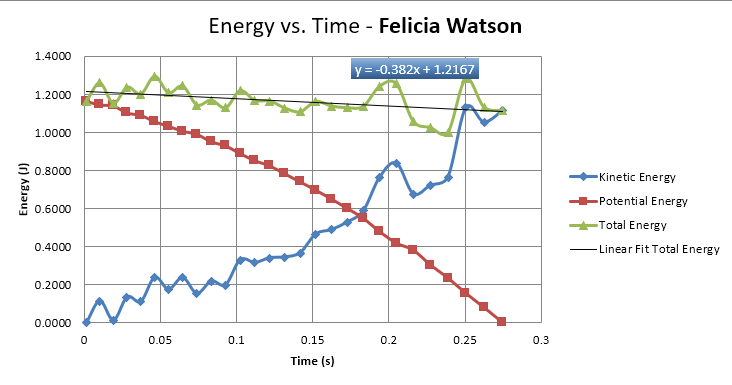 Energy vs. Time - Felicia Watson
y = -0.382x + 1.2167
1.4000
1.2000
1.0000
0.8000
0.6000
0.4000
0.2000
0.0000
Energy (J)
0
0.05
0.1
0.15
0.2
0.25
0.3
Time (s)
Kinetic Energy
Potential Energy
Total Energy
Linear Fit Total Energy